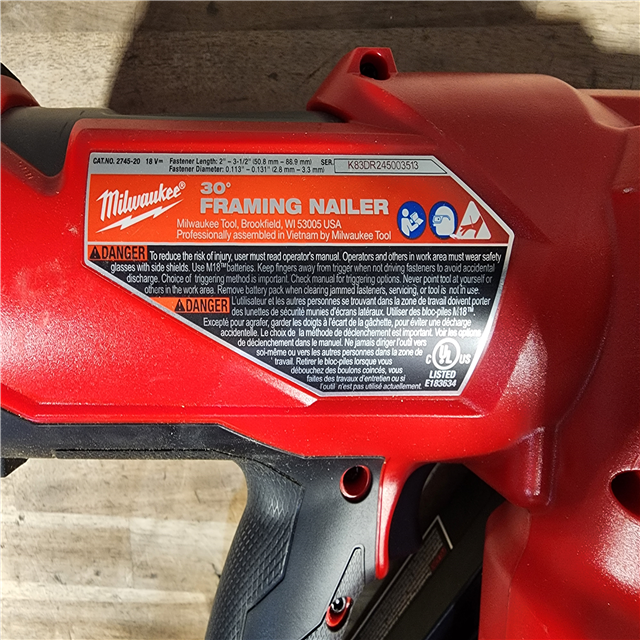 CAT.NO. 2745-20 18 V⎓ Fastener Length: 2" ~ 3-1/2" (50.8 mm ~ 86.9 mm) SER. K83DR245003513
Fastener Diameter: 0.113" ~ 0.131" (2.8 mm ~ 3.3 mm)
Milwaukee®
30°
FRAMING NAILER
Milwaukee Tool, Brookfield, WI 53005 USA
Professionally assembled in Vietnam by Milwaukee Tool
DANGER To reduce the risk of injury, user must read operator's manual. Operators and others in work area must wear safety
glasses with side shields. Use M18™ batteries. Keep fingers away from trigger when not driving fasteners to avoid accidental
discharge. Choice of triggering method is important. Check manual for triggering options. Never point tool at yourself or
others in the work area. Remove battery pack when clearing jammed fasteners, servicing, or tool is not in use.
DANGER L'utilisateur et les autres personnes se trouvant dans la zone de travail doivent porter
des lunettes de sécurité munies d'écrans latéraux. Utiliser des bloc-piles M18™.
Excepté pour agrafer, garder les doigts à l'écart de la gâchette, pour éviter une décharge
accidentelle. Le choix de la méthode de déclenchement est important. Voir les options
de déclenchement dans le manuel. Ne jamais diriger l'outil vers
soi-même ou vers les autres personnes dans la zone de
travail. Retirer le bloc-piles lorsque vous
débouchez des boulons coincés, vous
faites des travaux d'entretien ou si
l'outil n'est pas utilisé actuellement.
C UL US
LISTED
E183634